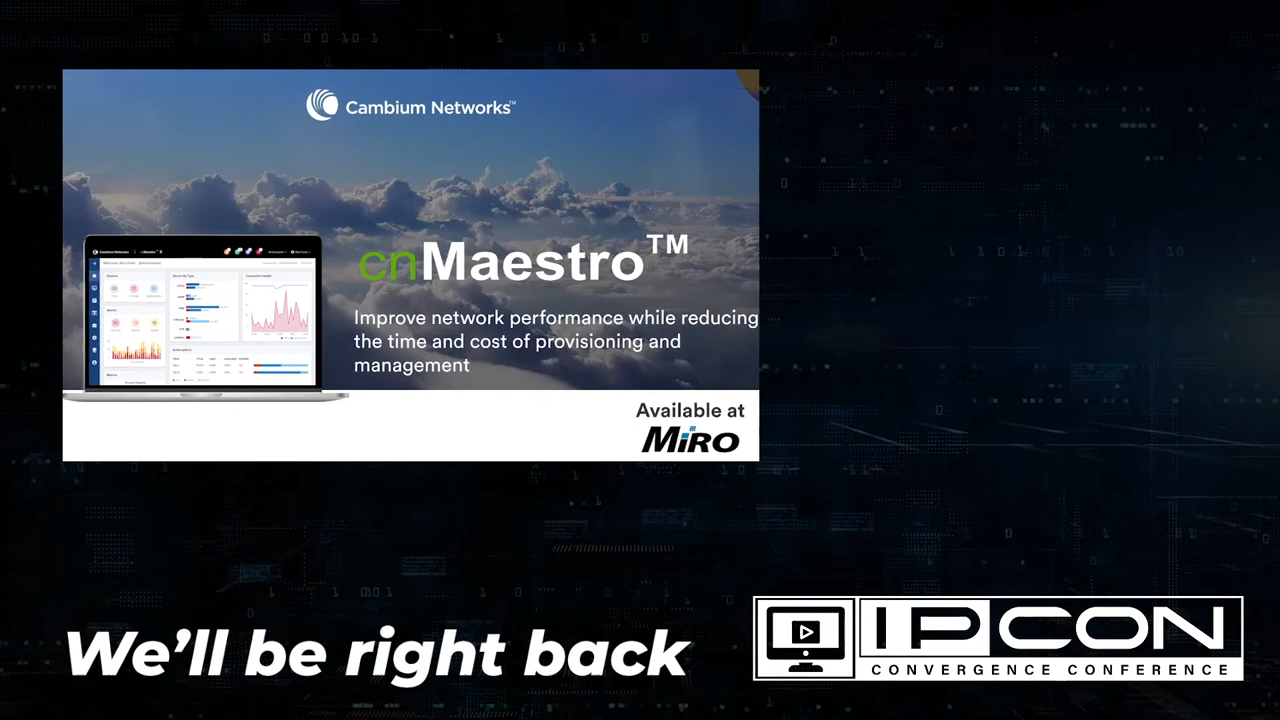 Cambium Networks™
cnMaestro™
Improve network performance while reducing
the time and cost of provisioning and
management
Available at
MiRO
We'll be right back
IPCON
CONVERGENCE CONFERENCE